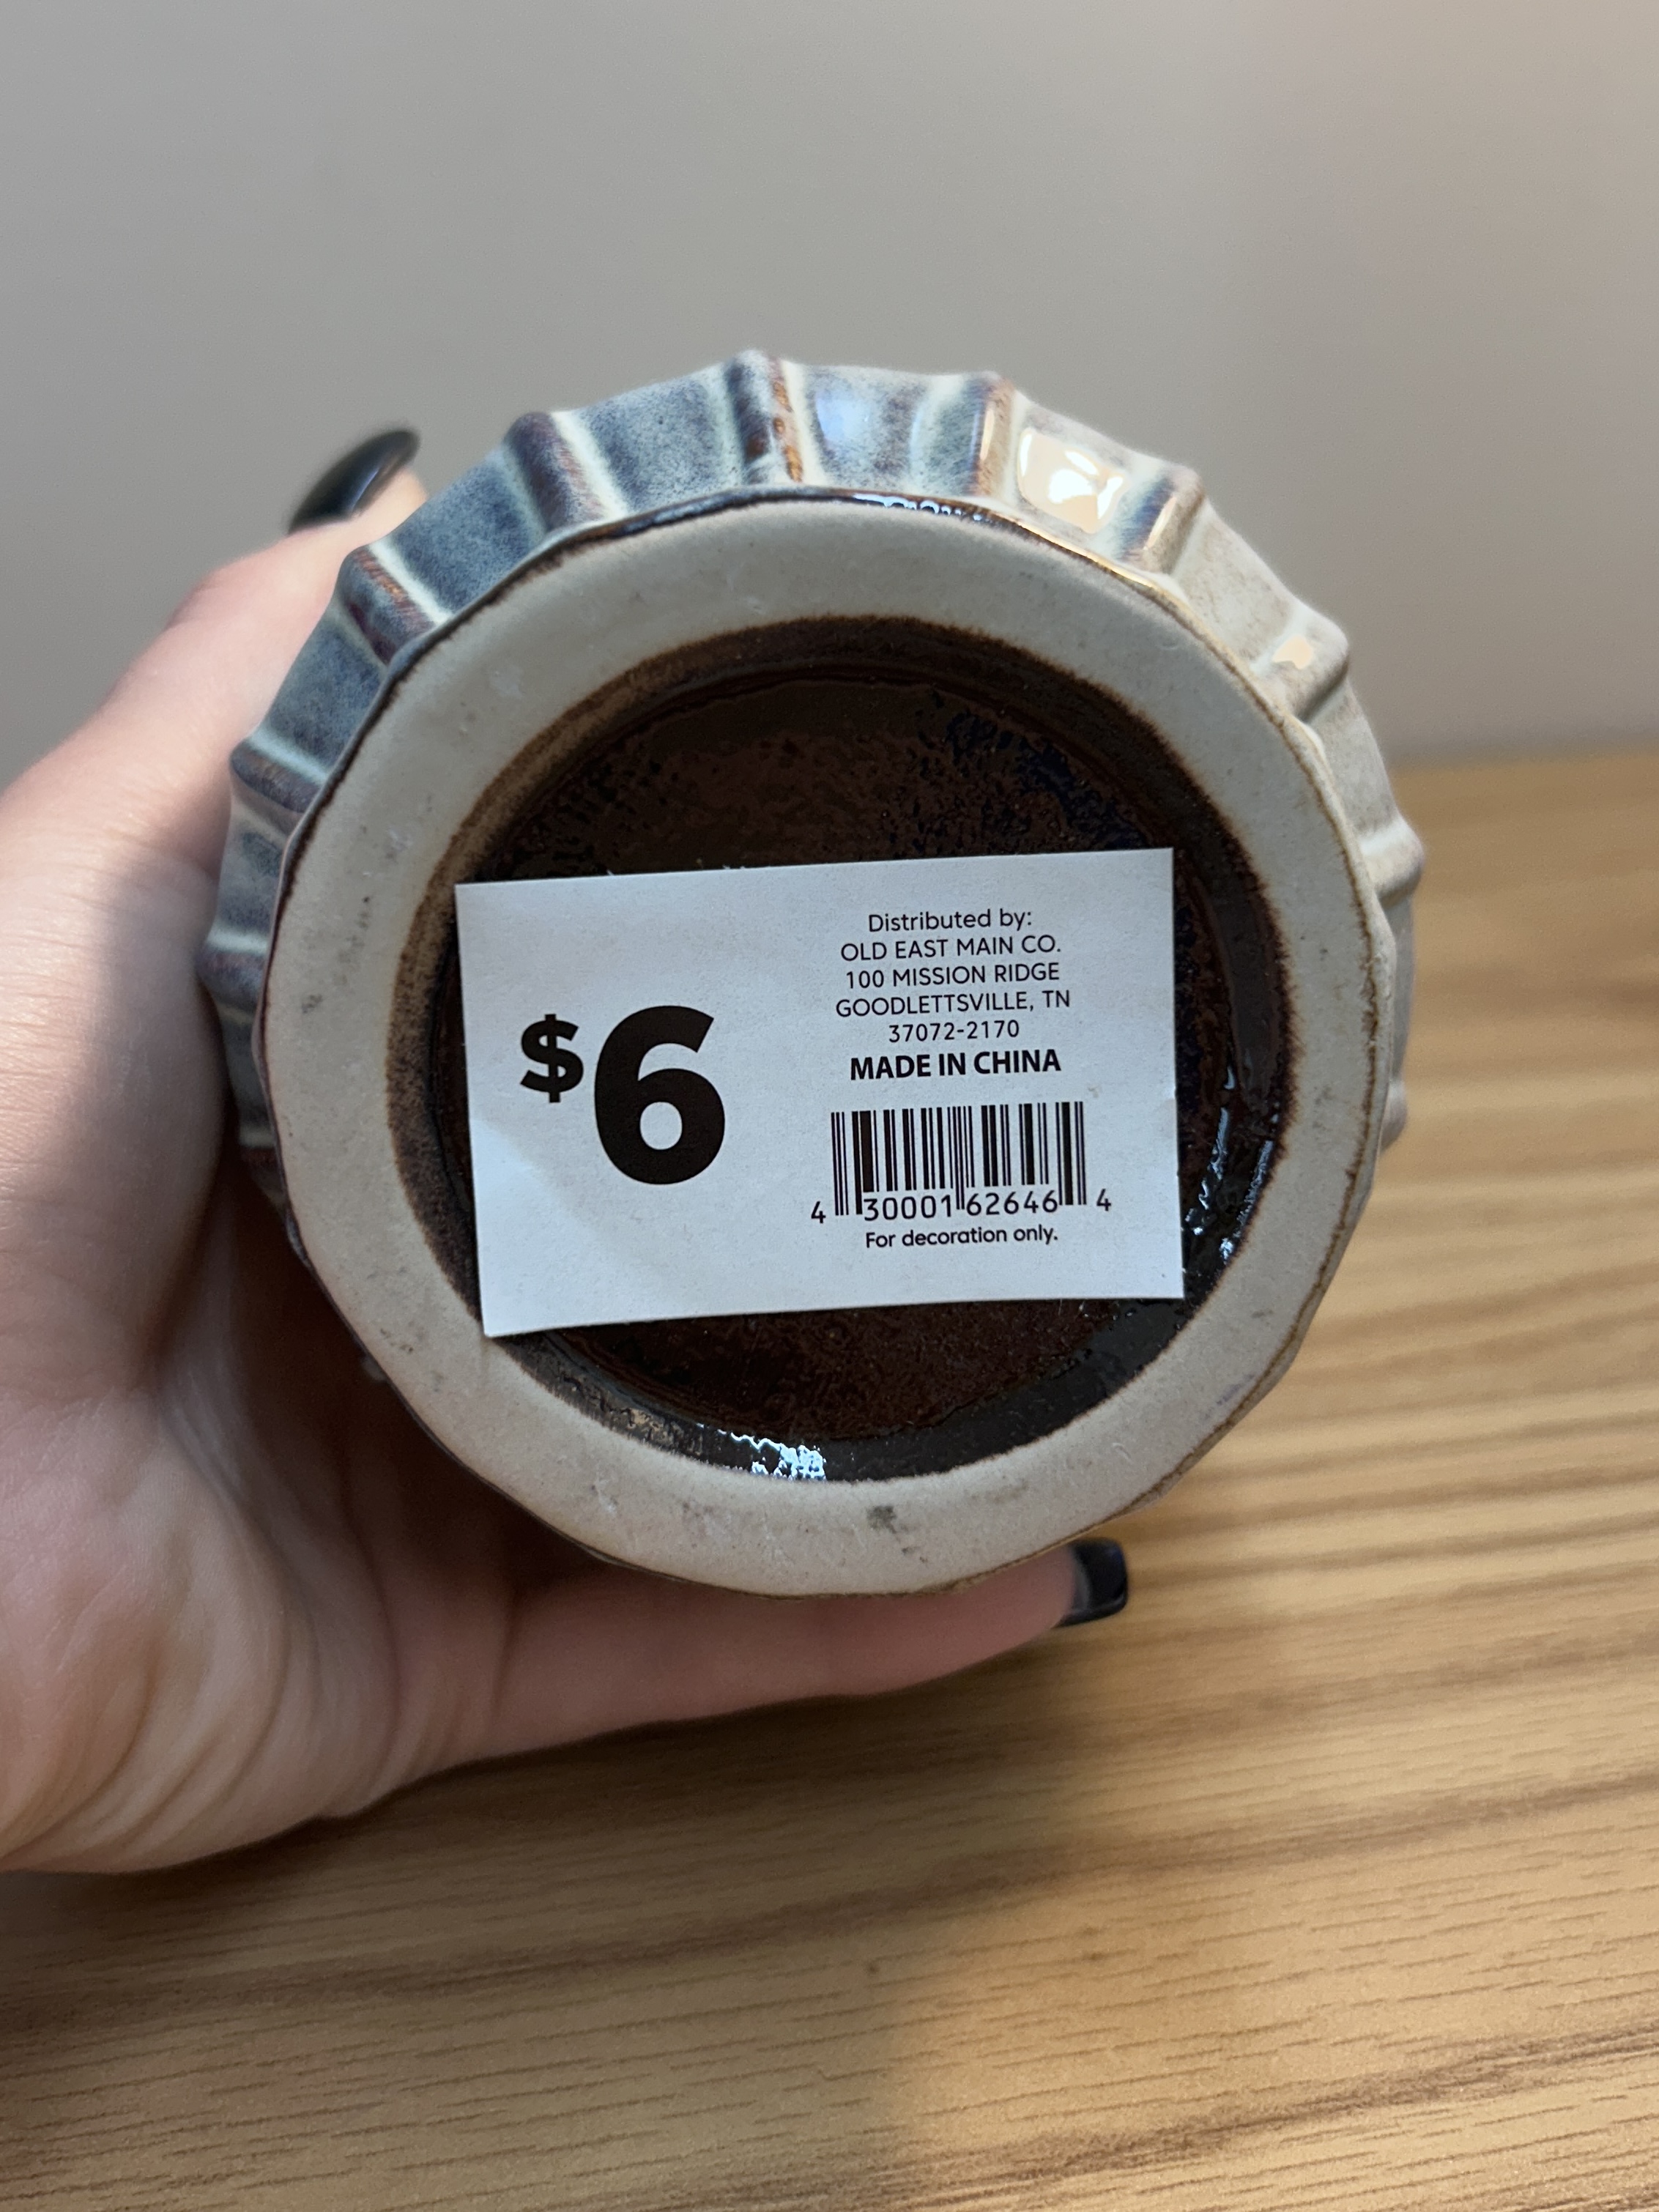 $6
Distributed by:
OLD EAST MAIN CO.
100 MISSION RIDGE
GOODLETTSVILLE, TN
37072-2170
MADE IN CHINA
4 30001 62646 4
For decoration only.